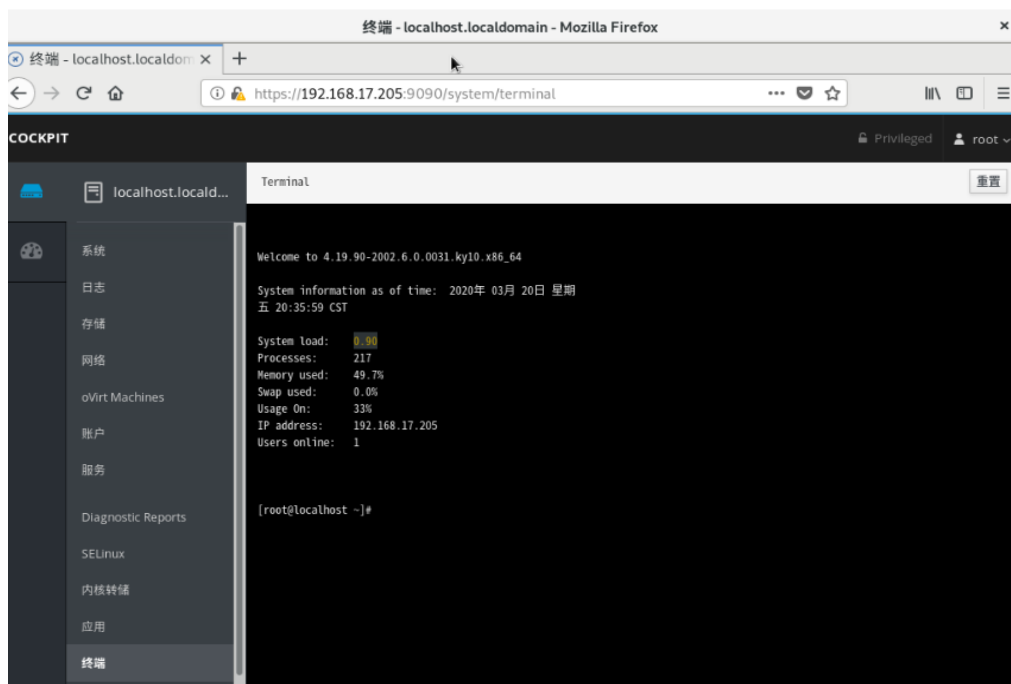 终端 - localhost.localdomain - Mozilla Firefox
终端 - localhost.localdom
https://192.168.17.205:9090/system/terminal
COCKPIT
Privileged
root
localhost.locald...
Terminal
重置
系统
日志
存储
网络
oVirt Machines
账户
服务
Diagnostic Reports
SELinux
内核转储
应用
终端
Welcome to 4.19.90-2002.6.0.0031.ky10.x86_64
System information as of time:  2020年 03月 20日 星期
五 20:35:59 CST
System load:    0.90
Processes:      217
Memory used:    49.7%
Swap used:      0.0%
Usage On:       33%
IP address:     192.168.17.205
Users online:   1
[root@localhost ~]#